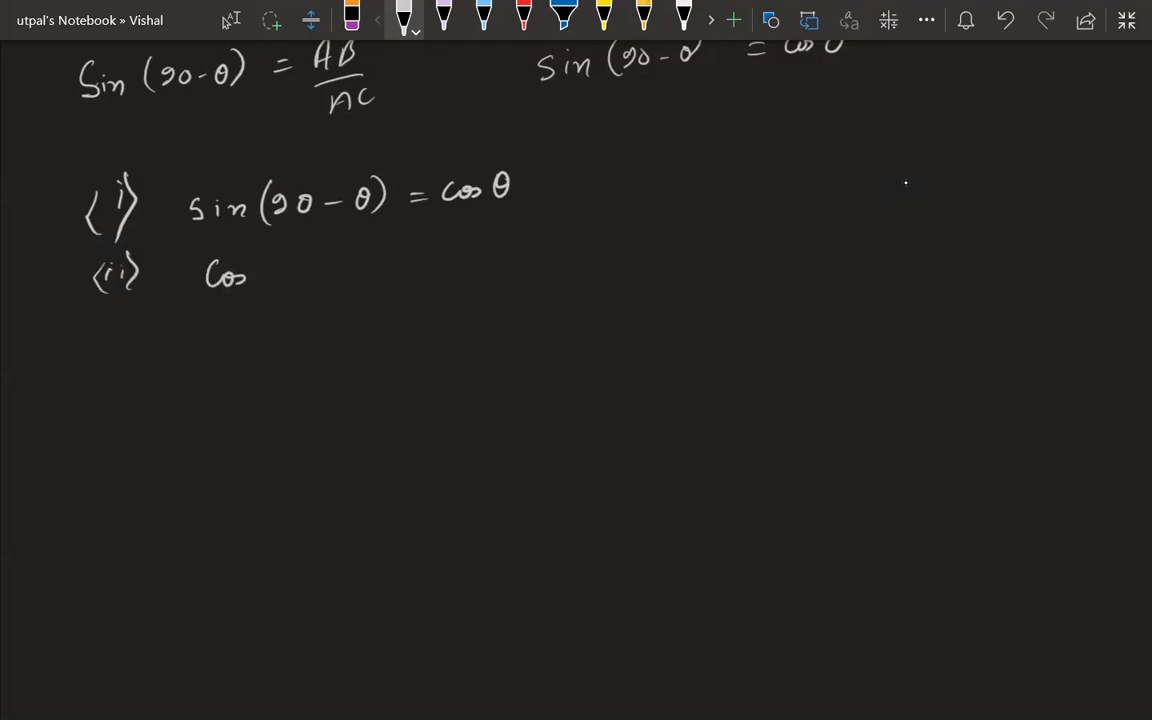 utpal's Notebook » Vishal
Sin (90-θ) = AB/AC
Sin (90-θ = cos θ
(i) sin (90-θ) = cos θ
(ii) Cos